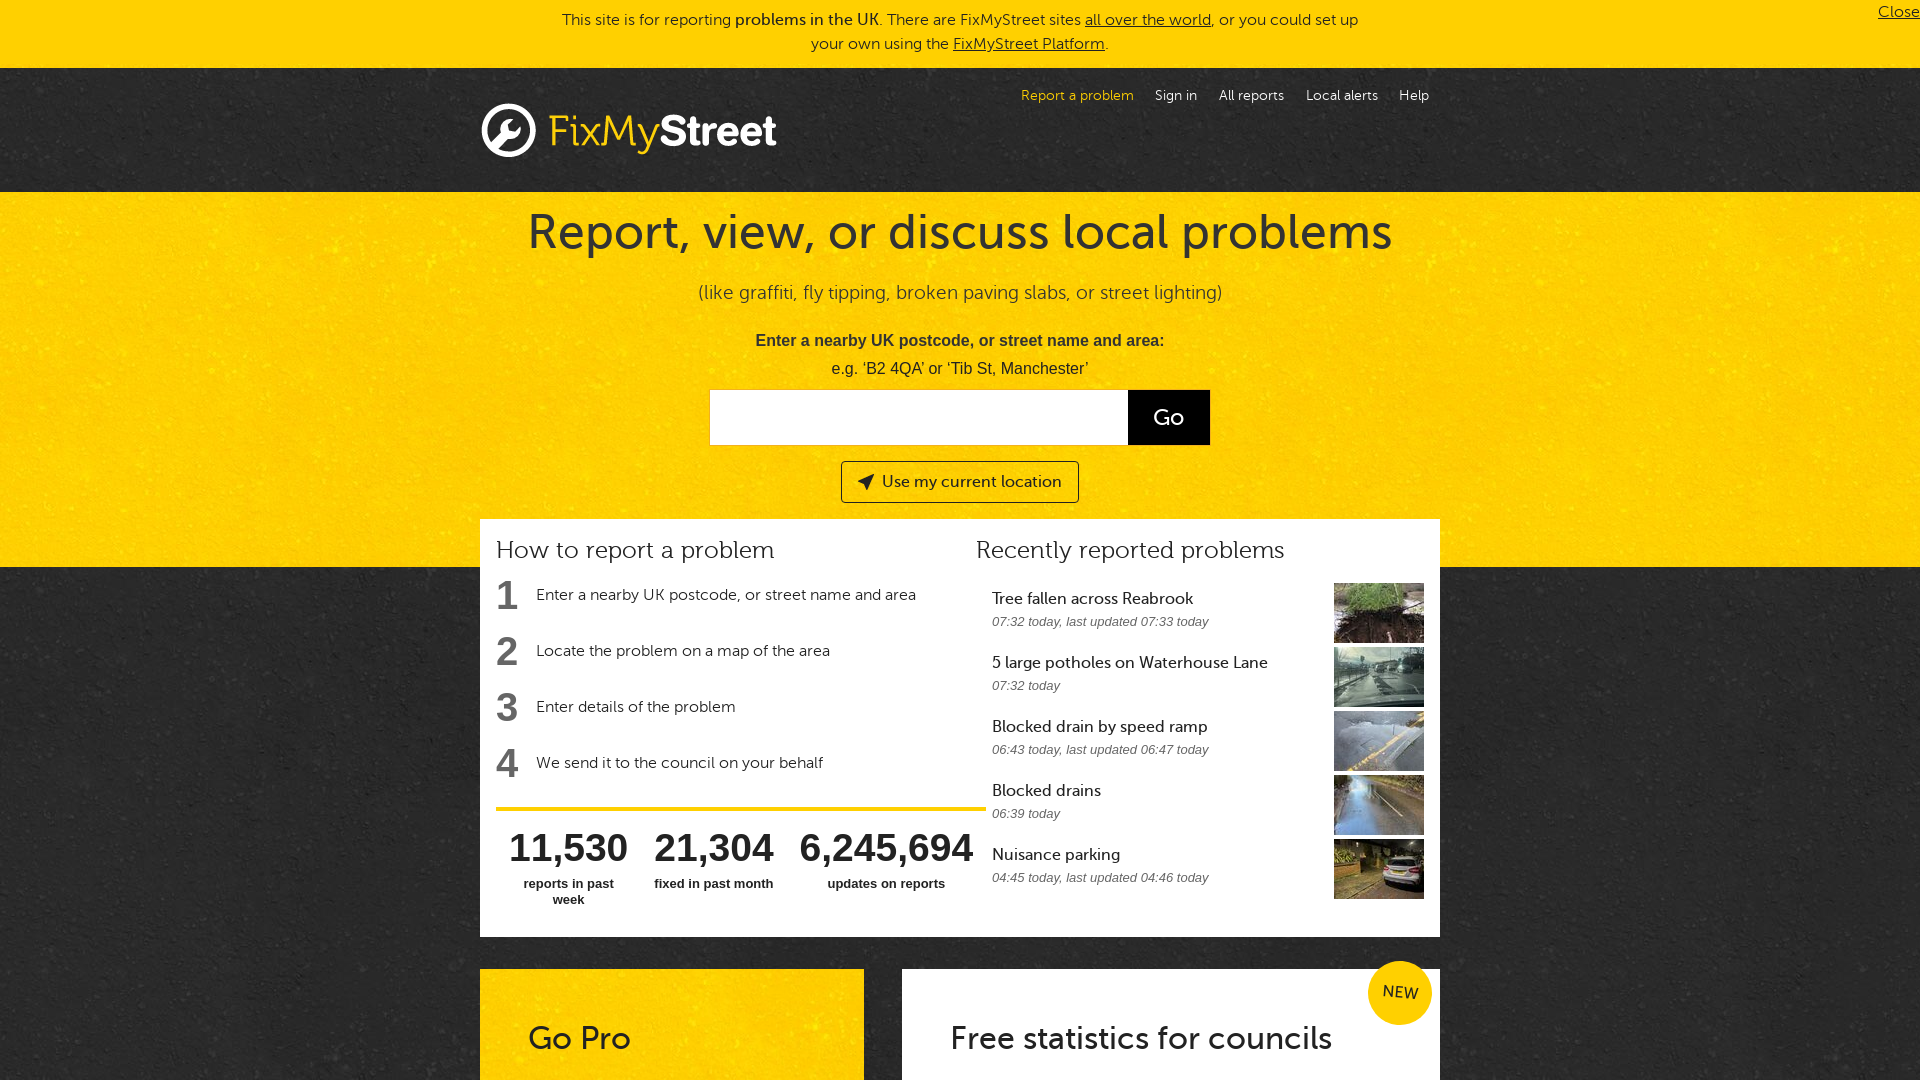 This site is for reporting problems in the UK. There are FixMyStreet sites all over the world, or you could set up
your own using the FixMyStreet Platform.
Close
Report a problem
Sign in
All reports
Local alerts
Help
FixMyStreet
Report, view, or discuss local problems
(like graffiti, fly tipping, broken paving slabs, or street lighting)
Enter a nearby UK postcode, or street name and area:
e.g. ‘B2 4QA’ or ‘Tib St, Manchester’
Go
Use my current location
How to report a problem
1 Enter a nearby UK postcode, or street name and area
2 Locate the problem on a map of the area
3 Enter details of the problem
4 We send it to the council on your behalf
11,530
reports in past
week
21,304
fixed in past month
6,245,694
updates on reports
Recently reported problems
Tree fallen across Reabrook
07:32 today, last updated 07:33 today
5 large potholes on Waterhouse Lane
07:32 today
Blocked drain by speed ramp
06:43 today, last updated 06:47 today
Blocked drains
06:39 today
Nuisance parking
04:45 today, last updated 04:46 today
Go Pro
NEW
Free statistics for councils